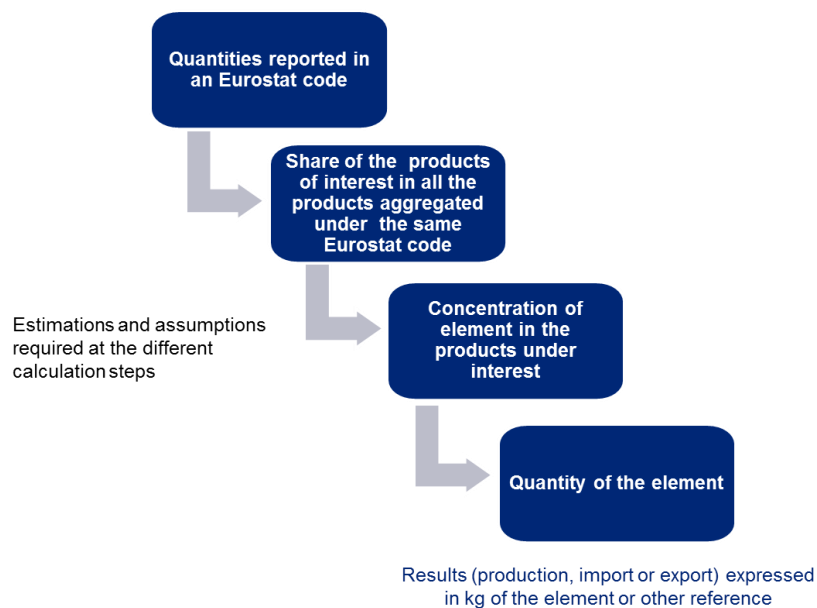 Quantities reported in
an Eurostat code
Share of the products
of interest in all the
products aggregated
under the same
Eurostat code
Concentration of
element in the
products under
interest
Estimations and assumptions
required at the different
calculation steps
Quantity of the element
Results (production, import or export) expressed
in kg of the element or other reference